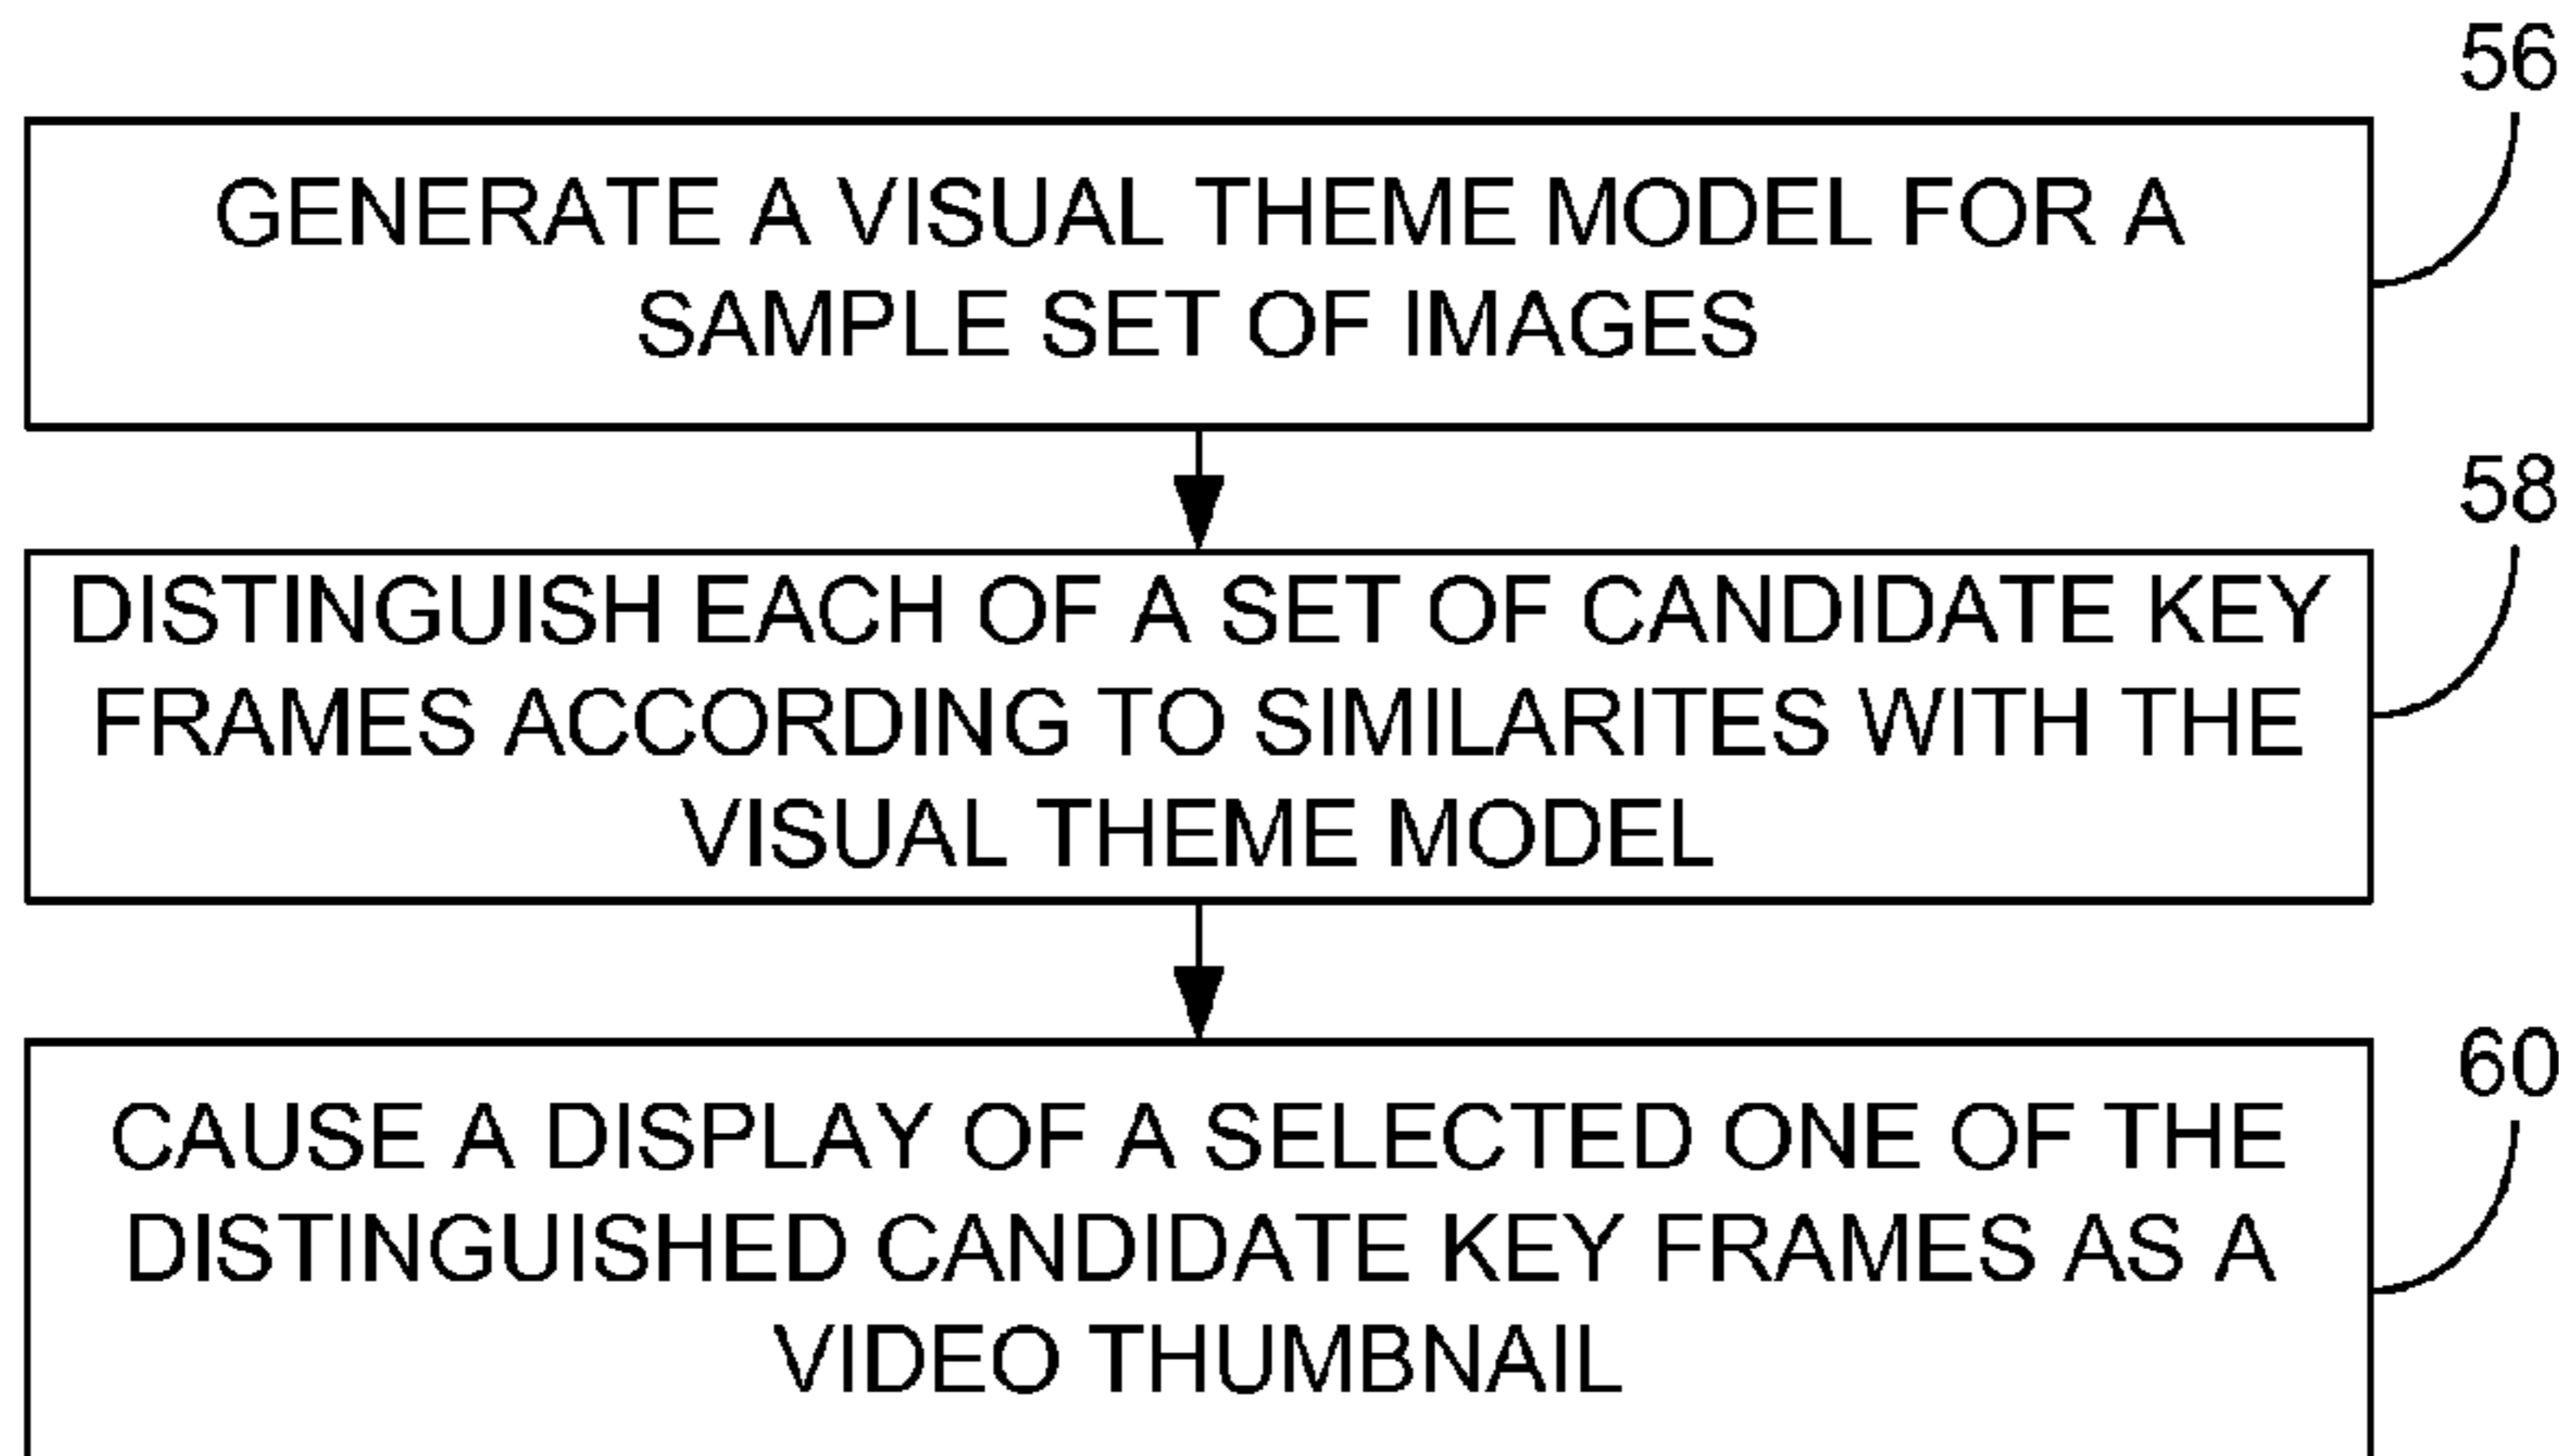 56
GENERATE A VISUAL THEME MODEL FOR A
SAMPLE SET OF IMAGES
58
DISTINGUISH EACH OF A SET OF CANDIDATE KEY
FRAMES ACCORDING TO SIMILARITES WITH THE
VISUAL THEME MODEL
60
CAUSE A DISPLAY OF A SELECTED ONE OF THE
DISTINGUISHED CANDIDATE KEY FRAMES AS A
VIDEO THUMBNAIL